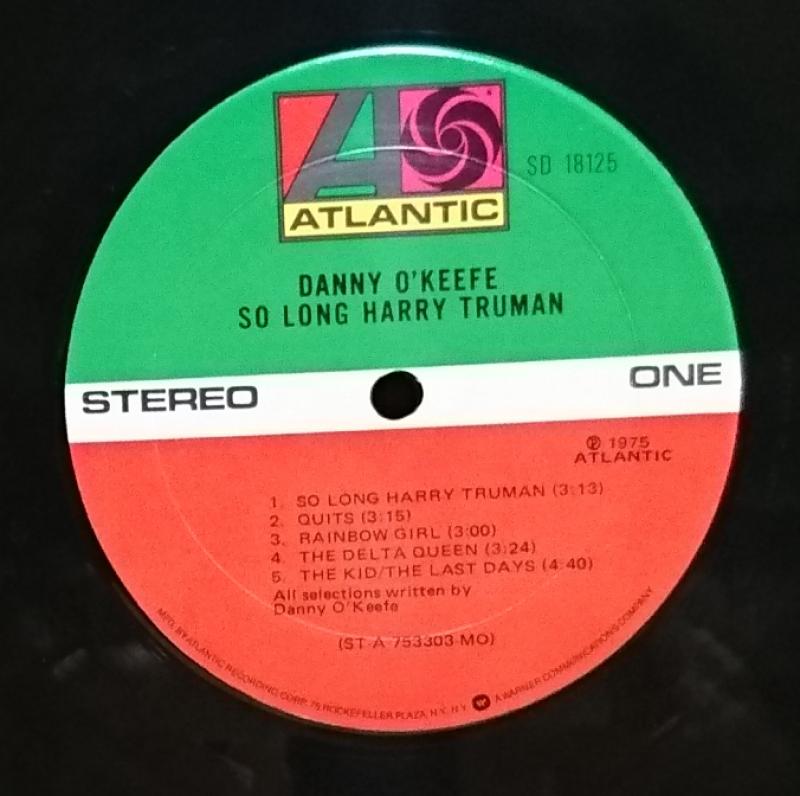 ATLANTIC
SD 18125
DANNY O'KEEFE
SO LONG HARRY TRUMAN
STEREO
ONE
℗ 1975
ATLANTIC
1. SO LONG HARRY TRUMAN (3:13)
2. QUITS (3:15)
3. RAINBOW GIRL (3:00)
4. THE DELTA QUEEN (3:24)
5. THE KID/THE LAST DAYS (4:40)
All selections written by
Danny O'Keefe
(ST-A-753303-MO)
MFG. BY ATLANTIC RECORDING CORP., 75 ROCKEFELLER PLAZA, N.Y., N.Y. A WARNER COMMUNICATIONS COMPANY